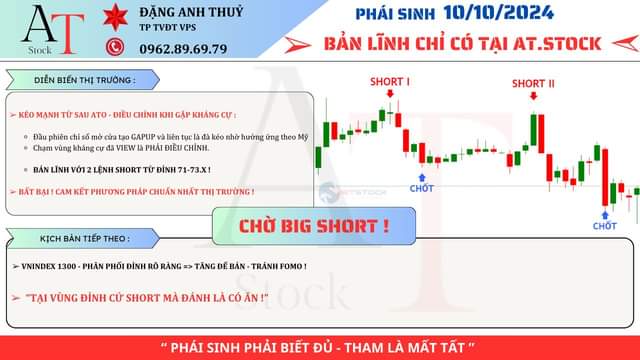 AT
Stock
ĐẶNG ANH THUỶ
TP TVĐT VPS
0962.89.69.79
PHÁI SINH 10/10/2024
BẢN LĨNH CHỈ CÓ TẠI AT.STOCK
DIỄN BIẾN THỊ TRƯỜNG :
KÉO MẠNH TỪ SAU ATO - ĐIỀU CHỈNH KHI GẶP KHÁNG CỰ :
Đầu phiên chỉ số mở cửa tạo GAPUP và liên tục là đà kéo nhờ hưởng ứng theo Mỹ
Chạm vùng kháng cự đã VIEW là PHẢI ĐIỀU CHỈNH.
BẢN LĨNH VỚI 2 LỆNH SHORT TỪ ĐỈNH 71-73.X !
BẤT BẠI ! CAM KẾT PHƯƠNG PHÁP CHUẨN NHẤT THỊ TRƯỜNG !
SHORT I
SHORT II
CHỐT
CHỐT
CHỜ BIG SHORT !
KỊCH BẢN TIẾP THEO :
VNINDEX 1300 - PHÂN PHỐI ĐỈNH RÕ RÀNG => TĂNG ĐỂ BÁN - TRÁNH FOMO !
“TẠI VÙNG ĐỈNH CỨ SHORT MÀ ĐÁNH LÀ CÓ ĂN !”
AT
Stock
“ PHÁI SINH PHẢI BIẾT ĐỦ - THAM LÀ MẤT TẤT ”